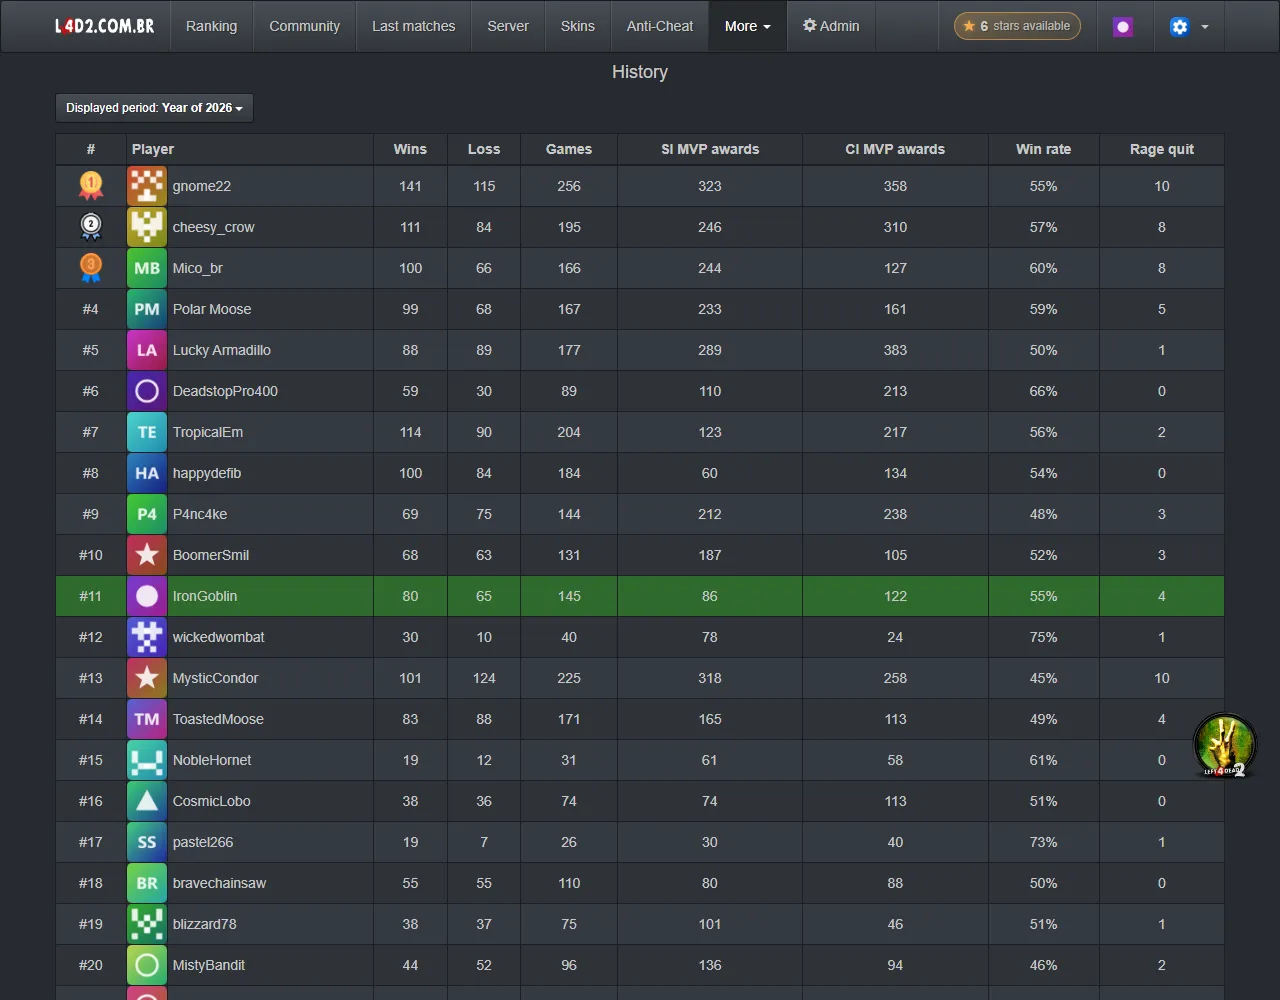 L4D2.COM.BR Ranking Community Last matches Server Skins Anti-Cheat More Admin 6 stars available
History
Displayed period: Year of 2026
# Player Wins Loss Games SI MVP awards CI MVP awards Win rate Rage quit
1 gnome22 141 115 256 323 358 55% 10
2 cheesy_crow 111 84 195 246 310 57% 8
3 MB Mico_br 100 66 166 244 127 60% 8
#4 PM Polar Moose 99 68 167 233 161 59% 5
#5 LA Lucky Armadillo 88 89 177 289 383 50% 1
#6 DeadstopPro400 59 30 89 110 213 66% 0
#7 TE TropicalEm 114 90 204 123 217 56% 2
#8 HA happydefib 100 84 184 60 134 54% 0
#9 P4 P4nc4ke 69 75 144 212 238 48% 3
#10 BoomerSmil 68 63 131 187 105 52% 3
#11 IronGoblin 80 65 145 86 122 55% 4
#12 wickedwombat 30 10 40 78 24 75% 1
#13 MysticCondor 101 124 225 318 258 45% 10
#14 TM ToastedMoose 83 88 171 165 113 49% 4
#15 NobleHornet 19 12 31 61 58 61% 0
LEFT 4 DEAD 2
#16 CosmicLobo 38 36 74 74 113 51% 0
#17 SS pastel266 19 7 26 30 40 73% 1
#18 BR bravechainsaw 55 55 110 80 88 50% 0
#19 blizzard78 38 37 75 101 46 51% 1
#20 MistyBandit 44 52 96 136 94 46% 2